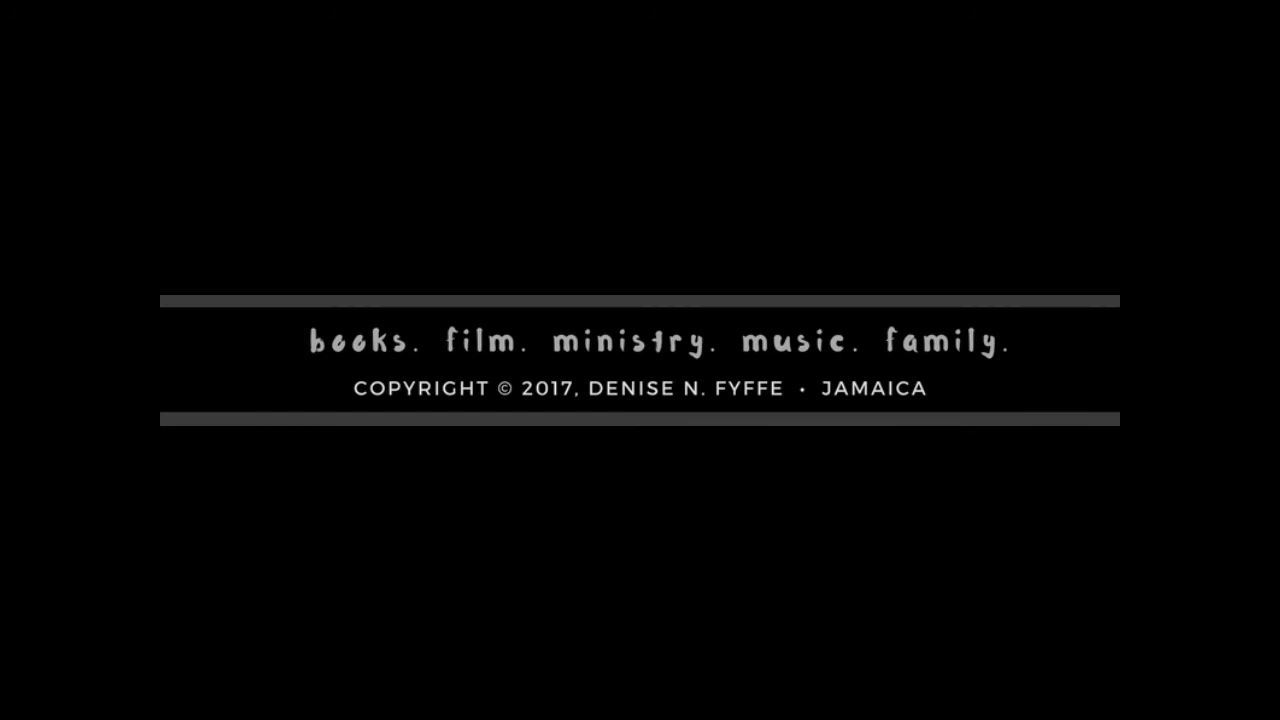 books. film. ministry. music. family.
COPYRIGHT © 2017, DENISE N. FYFFE • JAMAICA